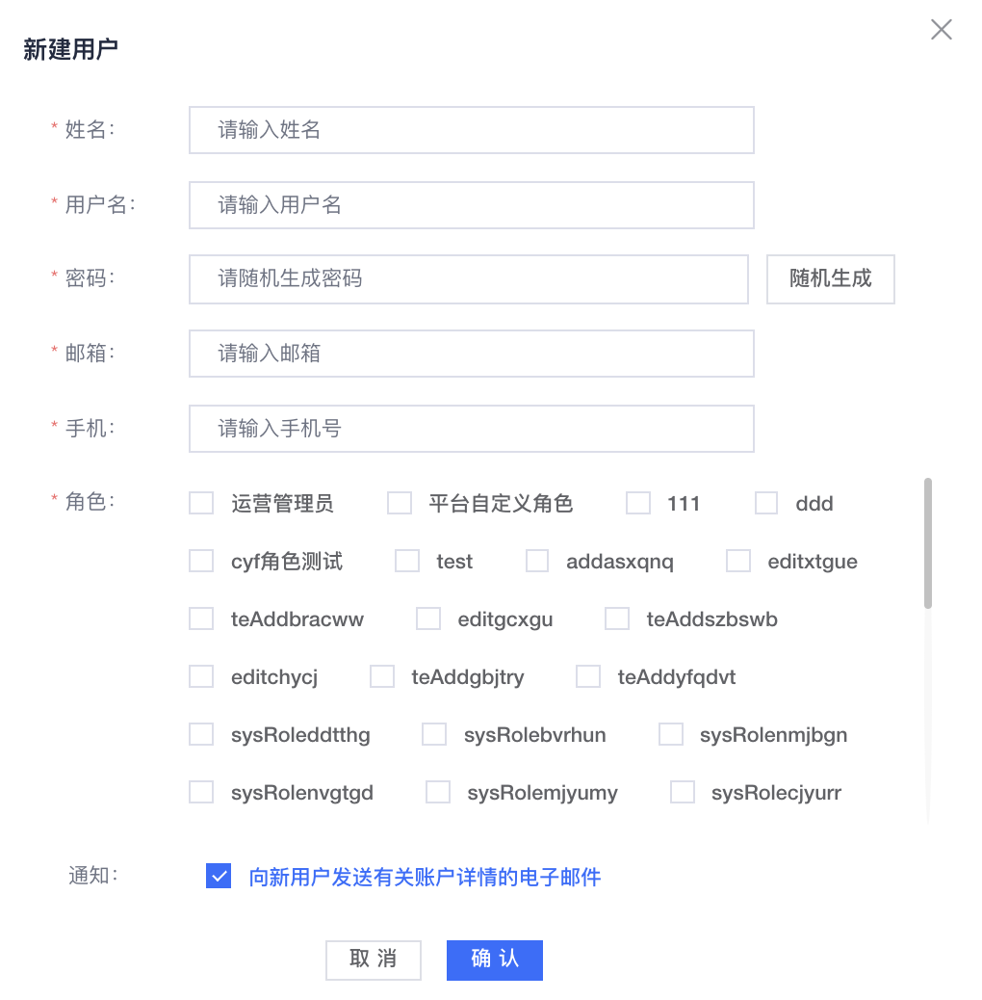 新建用户
* 姓名： 请输入姓名
* 用户名： 请输入用户名
* 密码： 请随机生成密码 随机生成
* 邮箱： 请输入邮箱
* 手机： 请输入手机号
* 角色： 运营管理员 平台自定义角色 111 ddd
cyf角色测试 test addasxqnq editxtgue
teAddbracww editgcxgu teAddszbswb
editchycj teAddgbjtry teAddyfqdvt
sysRoleddtthg sysRolebvrhun sysRolenmjbgn
sysRolenvgtgd sysRolemjyumy sysRolecjyurr
通知： 向新用户发送有关账户详情的电子邮件
取 消 确 认